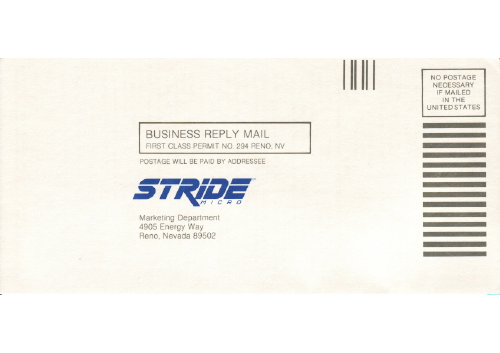 NO POSTAGE
NECESSARY
IF MAILED
IN THE
UNITED STATES
BUSINESS REPLY MAIL
FIRST CLASS PERMIT NO. 294 RENO, NV
POSTAGE WILL BE PAID BY ADDRESSEE
STRIDE™
MICRO
Marketing Department
4905 Energy Way
Reno, Nevada 89502